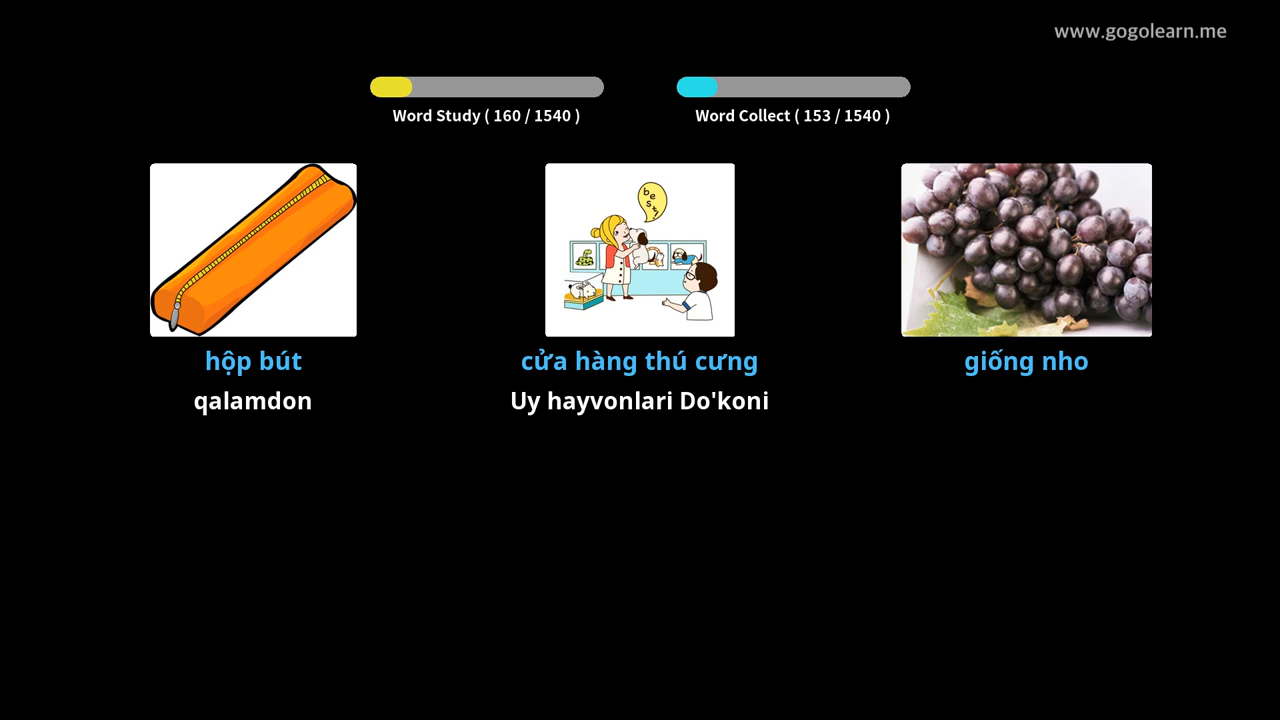 www.gogolearn.me
Word Study ( 160 / 1540 )
Word Collect ( 153 / 1540 )
best
hộp bút
cửa hàng thú cưng
giống nho
qalamdon
Uy hayvonlari Do'koni